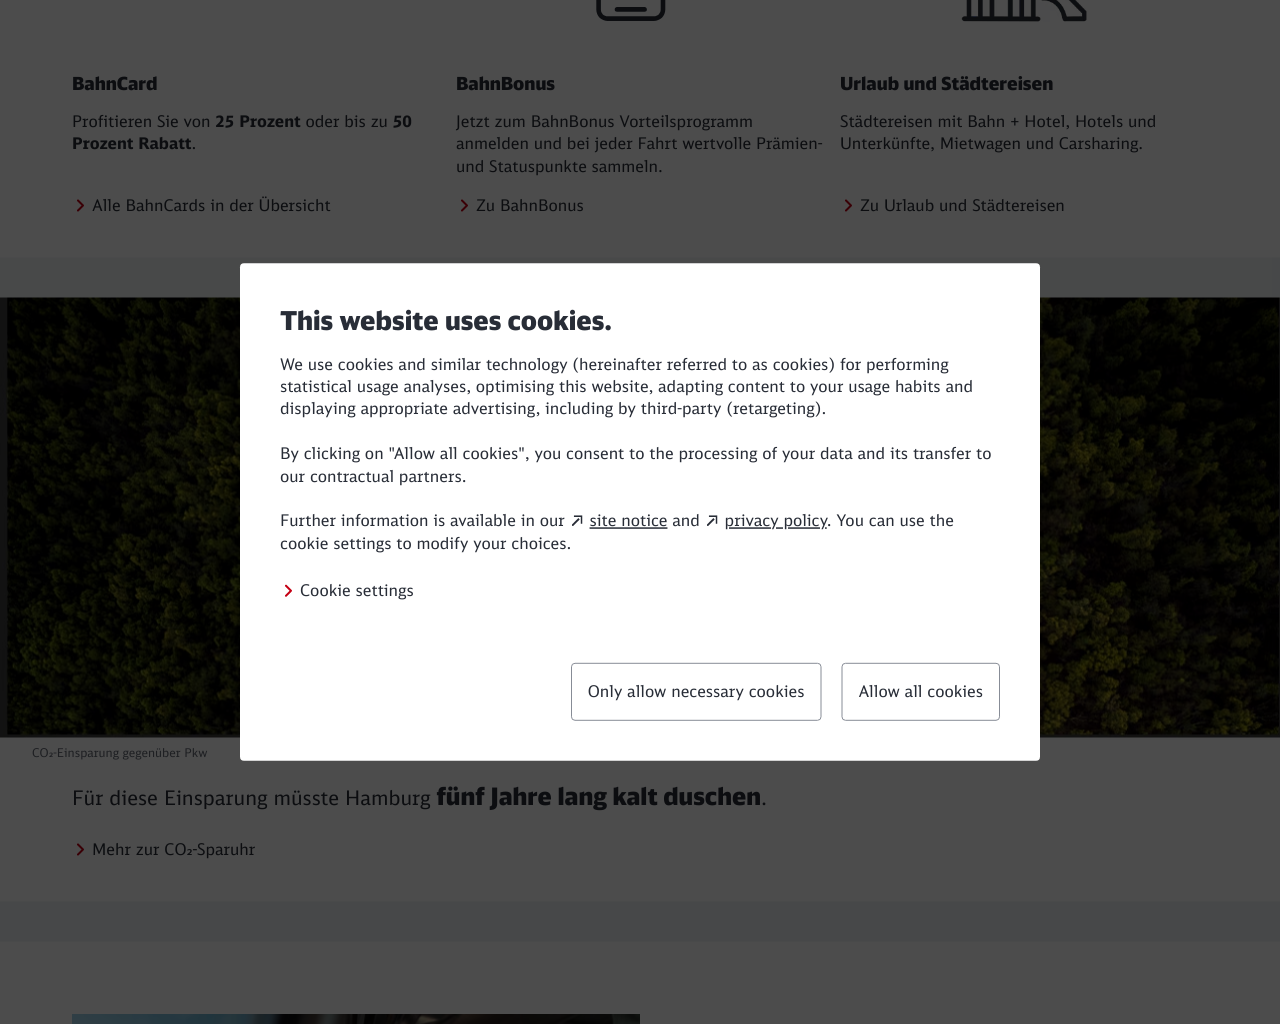 BahnCard
Profitieren Sie von 25 Prozent oder bis zu 50
Prozent Rabatt.
Alle BahnCards in der Übersicht
BahnBonus
Jetzt zum BahnBonus Vorteilsprogramm
anmelden und bei jeder Fahrt wertvolle Prämien-
und Statuspunkte sammeln.
Zu BahnBonus
Urlaub und Städtereisen
Städtereisen mit Bahn + Hotel, Hotels und
Unterkünfte, Mietwagen und Carsharing.
Zu Urlaub und Städtereisen
This website uses cookies.
We use cookies and similar technology (hereinafter referred to as cookies) for performing
statistical usage analyses, optimising this website, adapting content to your usage habits and
displaying appropriate advertising, including by third-party (retargeting).
By clicking on "Allow all cookies", you consent to the processing of your data and its transfer to
our contractual partners.
Further information is available in our site notice and privacy policy. You can use the
cookie settings to modify your choices.
Cookie settings
Only allow necessary cookies
Allow all cookies
CO₂-Einsparung gegenüber Pkw
Für diese Einsparung müsste Hamburg fünf Jahre lang kalt duschen.
Mehr zur CO₂-Sparuhr